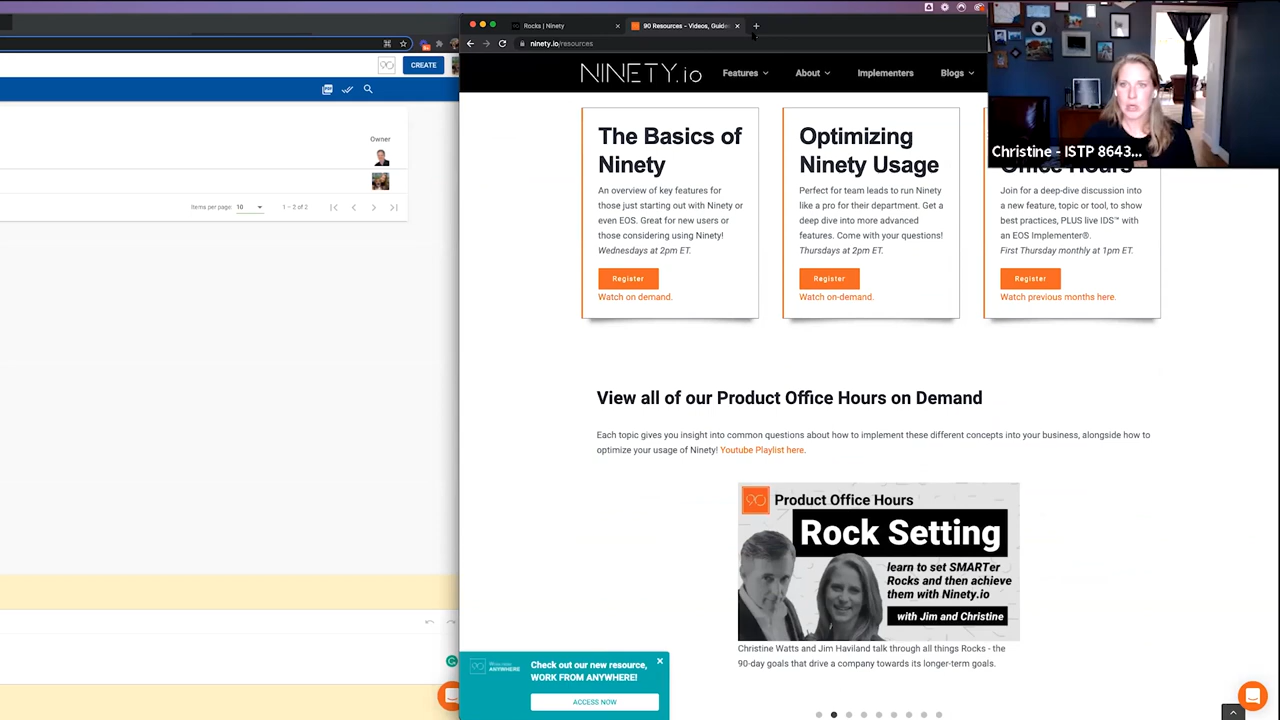 Rocks | Ninety
90 Resources - Videos, Guide
ninety.io/resources
CREATE
Owner
Items per page: 10
1 – 2 of 2
NINETY.io
Features
About
Implementers
Blogs
Christine - ISTP 8643...
The Basics of
Ninety
An overview of key features for
those just starting out with Ninety or
even EOS. Great for new users or
those considering using Ninety!
Wednesdays at 2pm ET.
Register
Watch on demand.
Optimizing
Ninety Usage
Perfect for team leads to run Ninety
like a pro for their department. Get a
deep dive into more advanced
features. Come with your questions!
Thursdays at 2pm ET.
Register
Watch on-demand.
Office Hours
Join for a deep-dive discussion into
a new feature, topic or tool, to show
best practices, PLUS live IDS™ with
an EOS Implementer®.
First Thursday monthly at 1pm ET.
Register
Watch previous months here.
View all of our Product Office Hours on Demand
Each topic gives you insight into common questions about how to implement these different concepts into your business, alongside how to
optimize your usage of Ninety! Youtube Playlist here.
90 Product Office Hours
Rock Setting
learn to set SMARTer
Rocks and then achieve
them with Ninety.io
with Jim and Christine
Christine Watts and Jim Haviland talk through all things Rocks - the
90-day goals that drive a company towards its longer-term goals.
ANYWHERE
Check out our new resource,
WORK FROM ANYWHERE!
ACCESS NOW